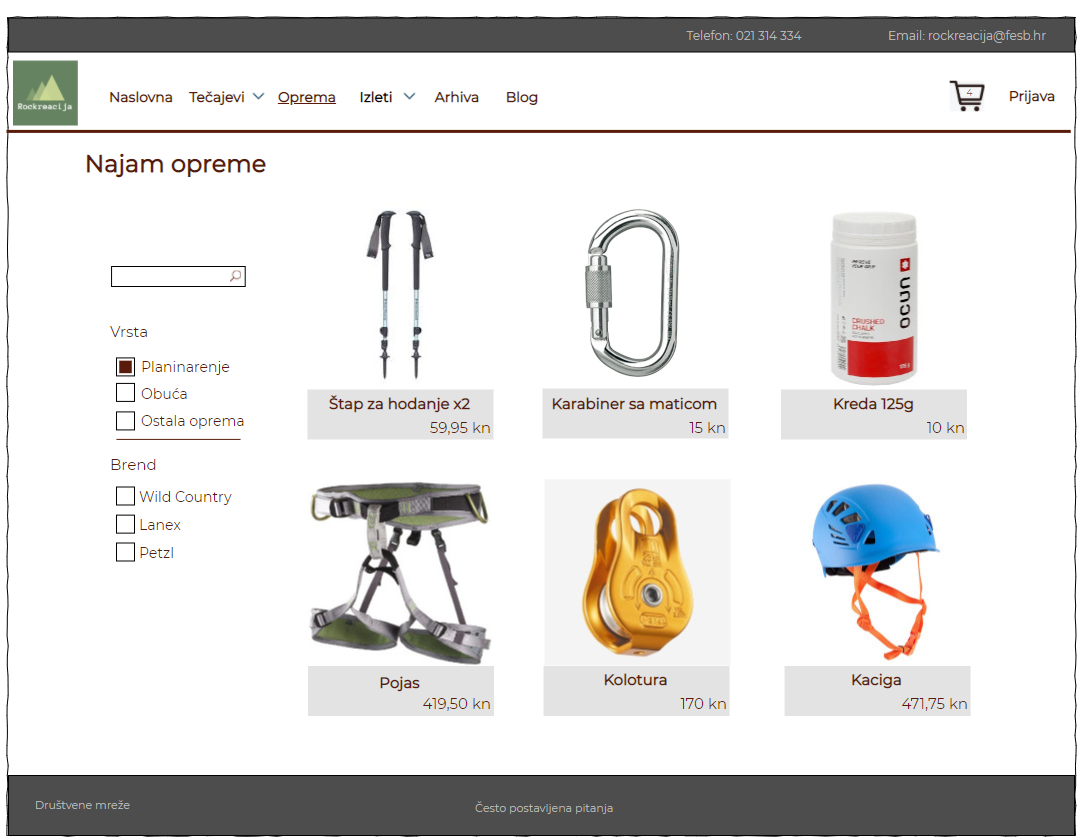 Telefon: 021 314 334
Email: rockreacija@fesb.hr
Rockreacija
Naslovna
Tečajevi
Oprema
Izleti
Arhiva
Blog
4
Prijava
Najam opreme
Vrsta
Planinarenje
Obuća
Ostala oprema
Brend
Wild Country
Lanex
Petzl
ocun
CRUSHED
CHALK
Štap za hodanje x2
59,95 kn
Karabiner sa maticom
15 kn
Kreda 125g
10 kn
Pojas
419,50 kn
Kolotura
170 kn
Kaciga
471,75 kn
Društvene mreže
Često postavljena pitanja